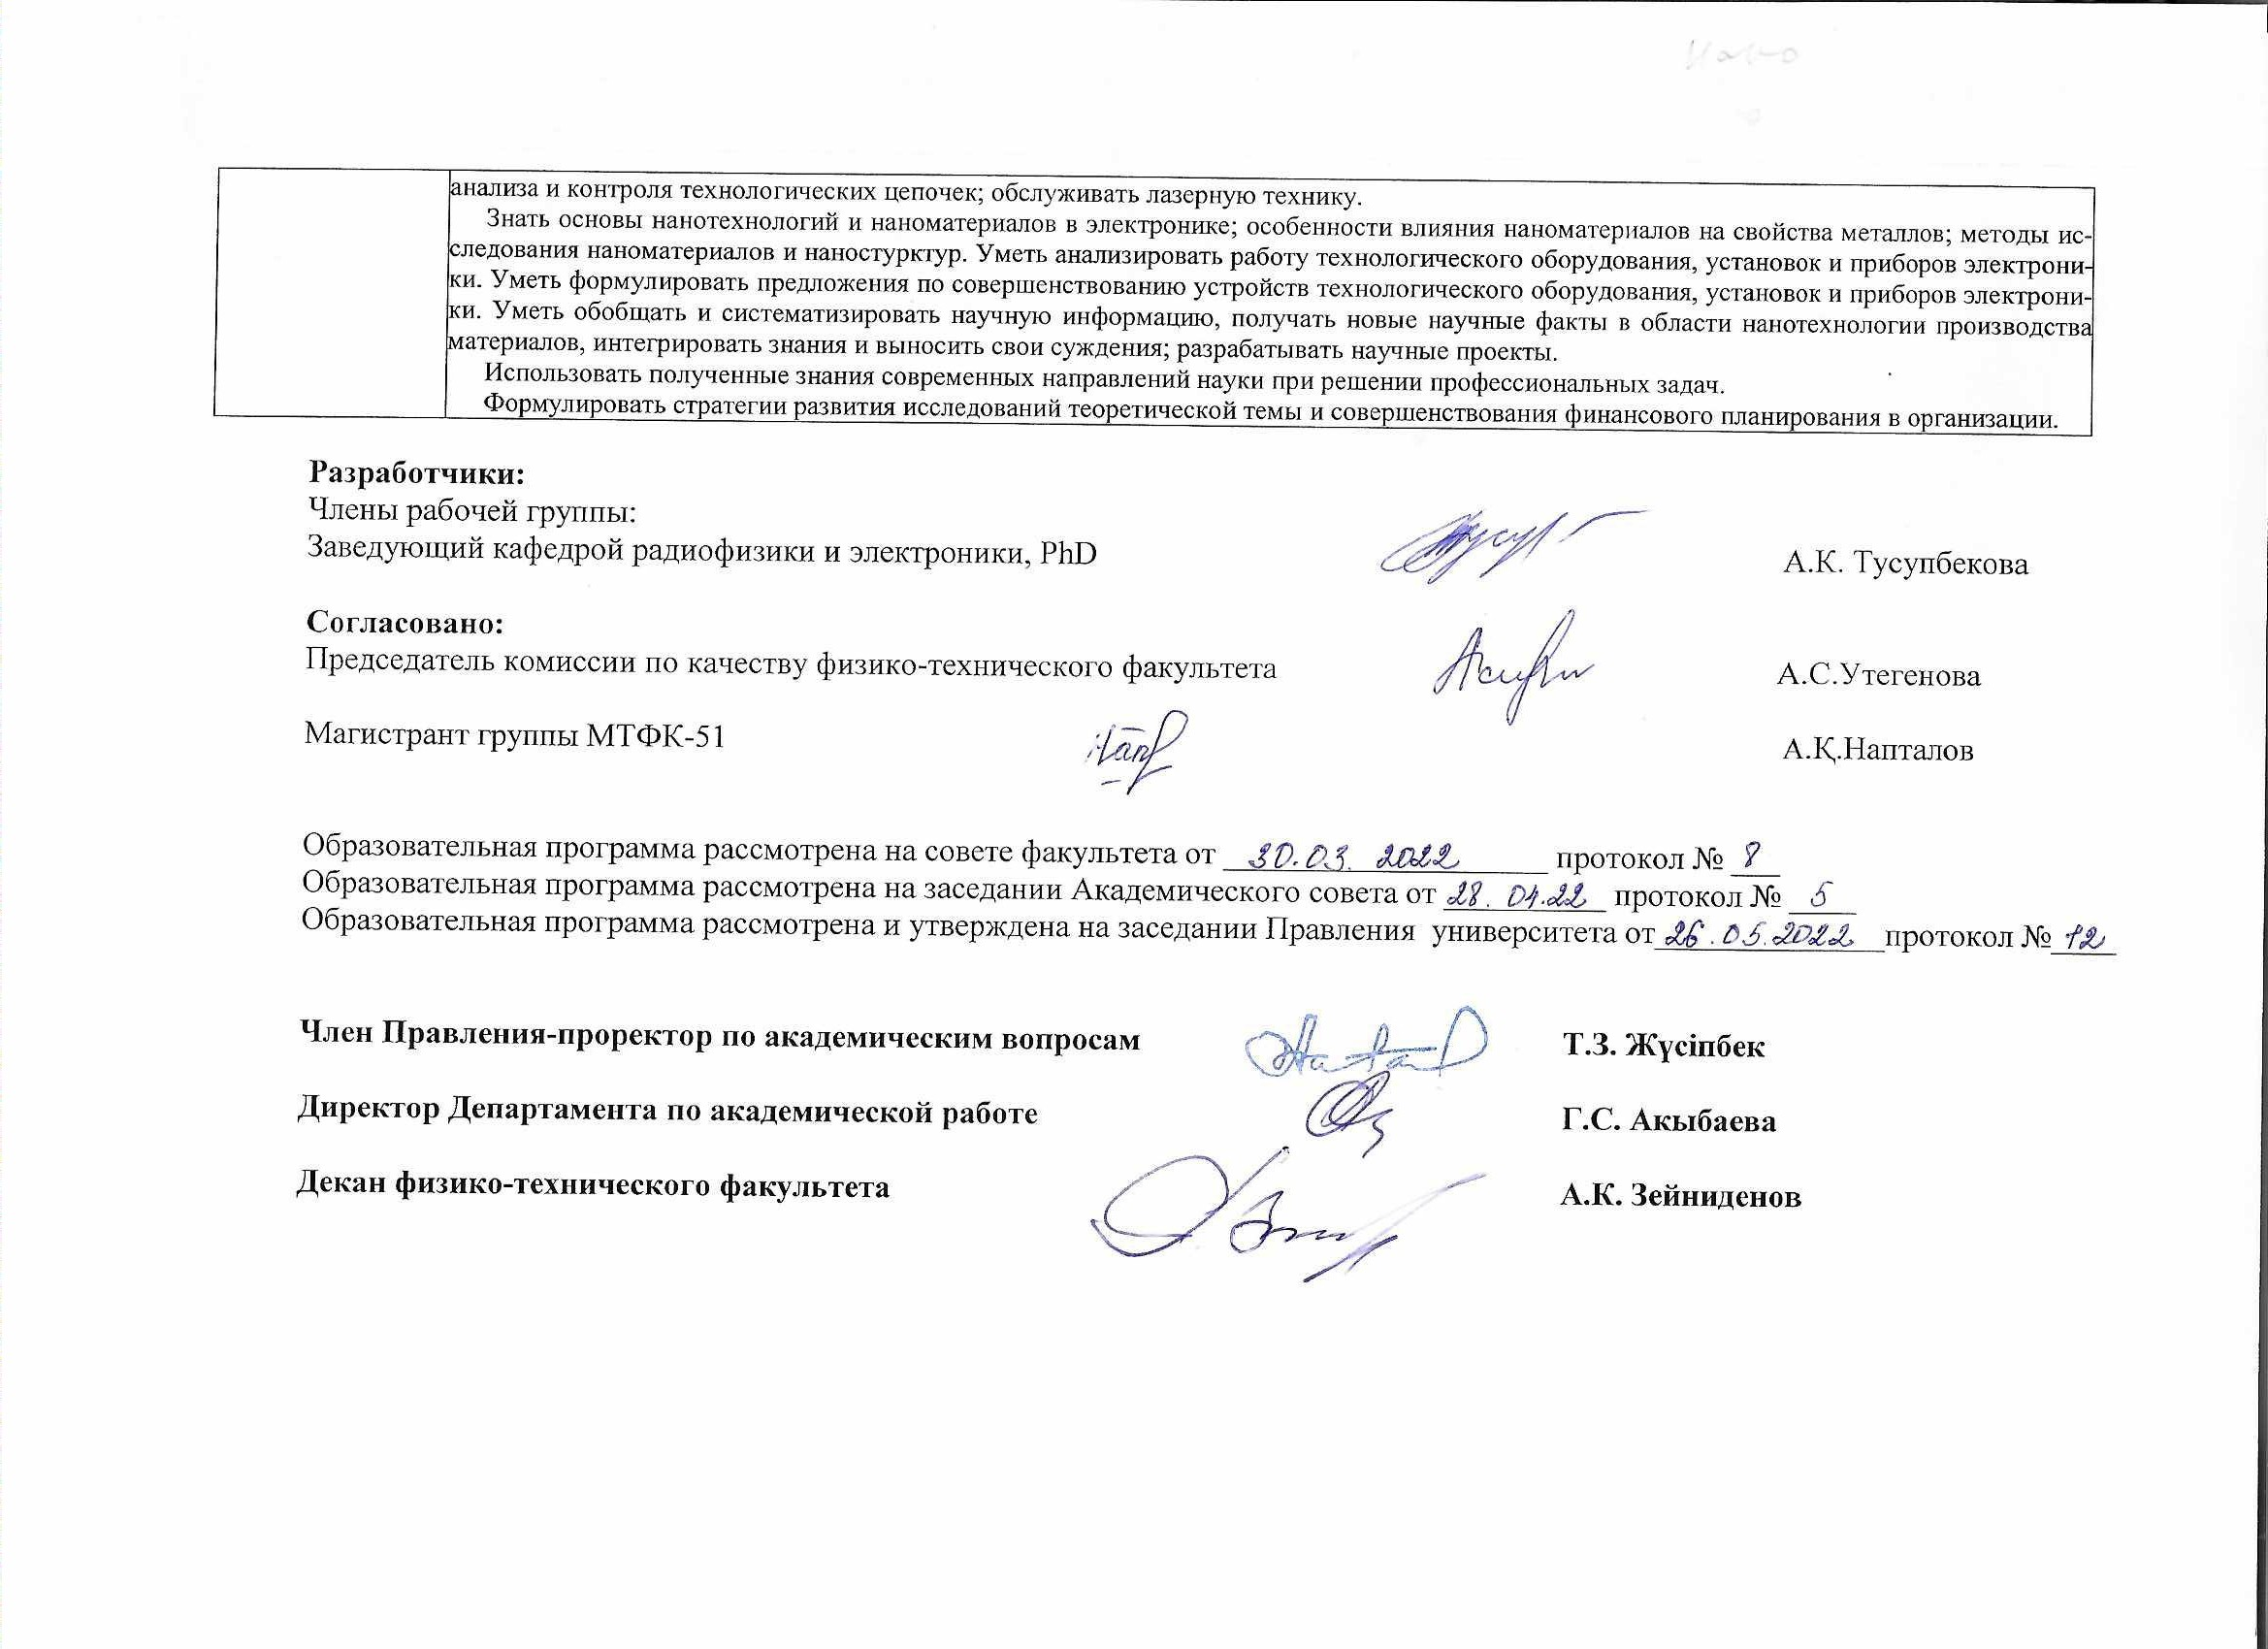 нано
анализа и контроля технологических цепочек; обслуживать лазерную технику.
Знать основы нанотехнологий и наноматериалов в электронике; особенности влияния наноматериалов на свойства металлов; методы ис-
следования наноматериалов и наностурктур. Уметь анализировать работу технологического оборудования, установок и приборов электрони-
ки. Уметь формулировать предложения по совершенствованию устройств технологического оборудования, установок и приборов электрони-
ки. Уметь обобщать и систематизировать научную информацию, получать новые научные факты в области нанотехнологии производства
материалов, интегрировать знания и выносить свои суждения; разрабатывать научные проекты.
Использовать полученные знания современных направлений науки при решении профессиональных задач.
Формулировать стратегии развития исследований теоретической темы и совершенствования финансового планирования в организации.
Разработчики:
Члены рабочей группы:
Заведующий кафедрой радиофизики и электроники, PhD А.К. Тусупбекова
Согласовано:
Председатель комиссии по качеству физико-технического факультета А.С.Утегенова
Магистрант группы МТФК-51 А.Қ.Напталов
Образовательная программа рассмотрена на совете факультета от 30.03. 2022 протокол № 8
Образовательная программа рассмотрена на заседании Академического совета от 28. 04.22 протокол № 5
Образовательная программа рассмотрена и утверждена на заседании Правления университета от 26.05.2022 протокол № 12
Член Правления-проректор по академическим вопросам Т.З. Жүсіпбек
Директор Департамента по академической работе Г.С. Акыбаева
Декан физико-технического факультета А.К. Зейниденов